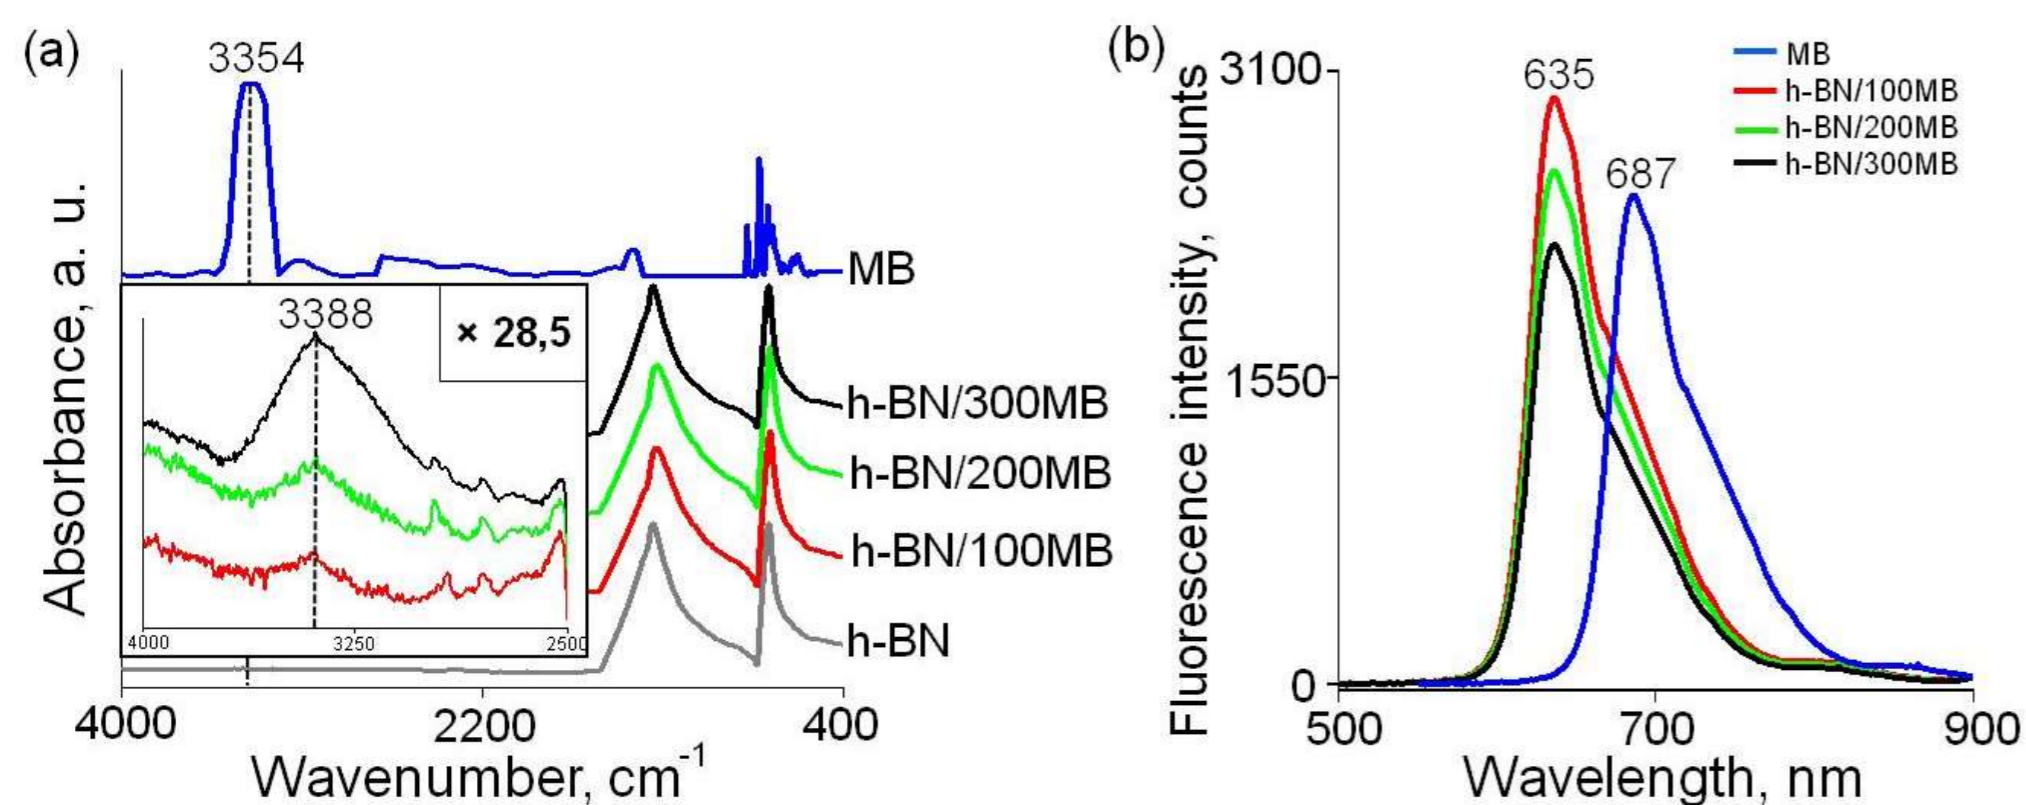 (a)
3354
Absorbance, a. u.
MB
3388
× 28,5
h-BN/300MB
h-BN/200MB
h-BN/100MB
h-BN
4000 3250 2500
4000 2200 400
Wavenumber, cm⁻¹
(b)
Fluorescence intensity, counts
3100
1550
0
635
687
MB
h-BN/100MB
h-BN/200MB
h-BN/300MB
500 700 900
Wavelength, nm